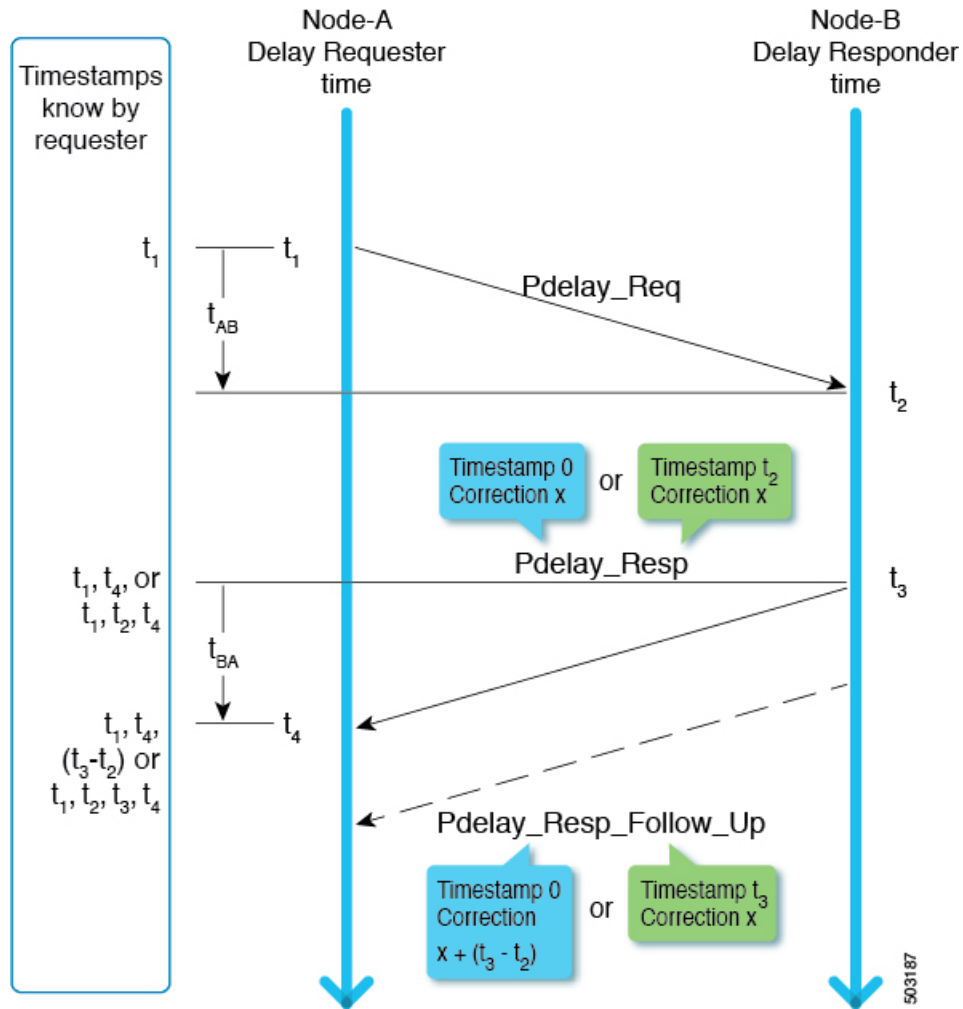 Node-A
Delay Requester
time
Node-B
Delay Responder
time
Timestamps
know by
requester
t₁
t₁
Pdelay_Req
t_AB
t₂
Timestamp 0
Correction x
or
Timestamp t₂
Correction x
Pdelay_Resp
t₁, t₄, or
t₁, t₂, t₄
t₃
t_BA
t₁, t₄,
(t₃-t₂) or
t₁, t₂, t₃, t₄
t₄
Pdelay_Resp_Follow_Up
Timestamp 0
Correction
x + (t₃ - t₂)
or
Timestamp t₃
Correction x
503187